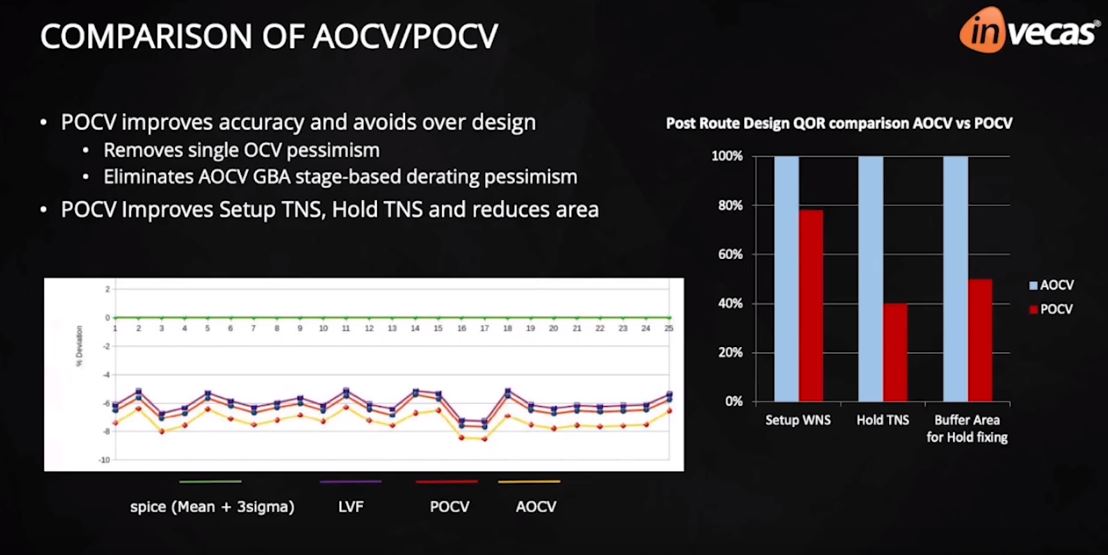 COMPARISON OF AOCV/POCV
invecas®
• POCV improves accuracy and avoids over design
• Removes single OCV pessimism
• Eliminates AOCV GBA stage-based derating pessimism
• POCV Improves Setup TNS, Hold TNS and reduces area
Post Route Design QOR comparison AOCV vs POCV
100%
80%
60%
40%
20%
0%
Setup WNS
Hold TNS
Buffer Area
for Hold fixing
AOCV
POCV
% Deviation
2
0
-2
-4
-6
-8
-10
1 2 3 4 5 6 7 8 9 10 11 12 13 14 15 16 17 18 19 20 21 22 23 24 25
spice (Mean + 3sigma) LVF POCV AOCV